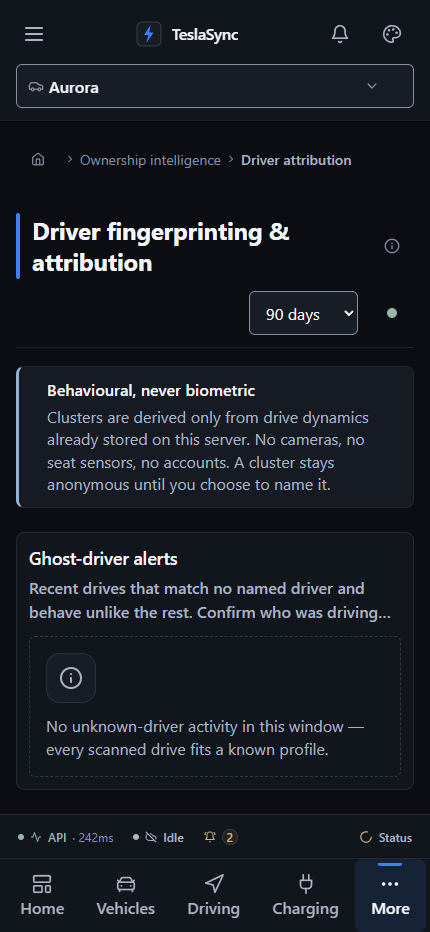 TeslaSync
Aurora
Ownership intelligence
Driver attribution
Driver fingerprinting &
attribution
90 days
Behavioural, never biometric
Clusters are derived only from drive dynamics
already stored on this server. No cameras, no
seat sensors, no accounts. A cluster stays
anonymous until you choose to name it.
Ghost-driver alerts
Recent drives that match no named driver and
behave unlike the rest. Confirm who was driving...
No unknown-driver activity in this window —
every scanned drive fits a known profile.
API · 242ms Idle 2 Status
Home Vehicles Driving Charging More